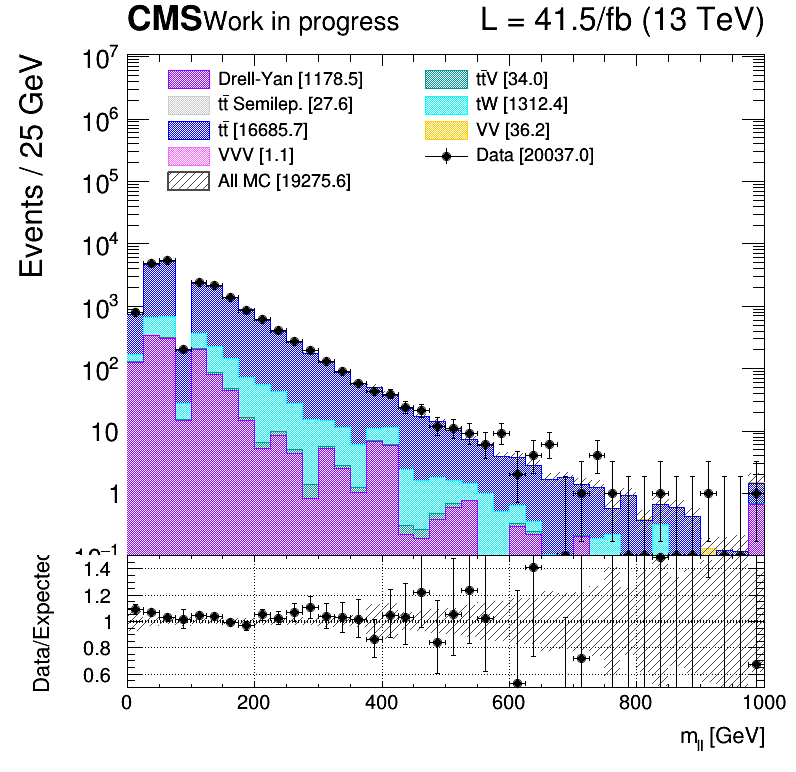 CMS Work in progress L = 41.5/fb (13 TeV)
Events / 25 GeV
10⁷
10⁶
10⁵
10⁴
10³
10²
10
1
10⁻¹
Drell-Yan [1178.5]
tt̄ Semilep. [27.6]
tt̄ [16685.7]
VVV [1.1]
All MC [19275.6]
tt̄V [34.0]
tW [1312.4]
VV [36.2]
Data [20037.0]
Data/Expected
1.4
1.2
1
0.8
0.6
0 200 400 600 800 1000
m_ll [GeV]